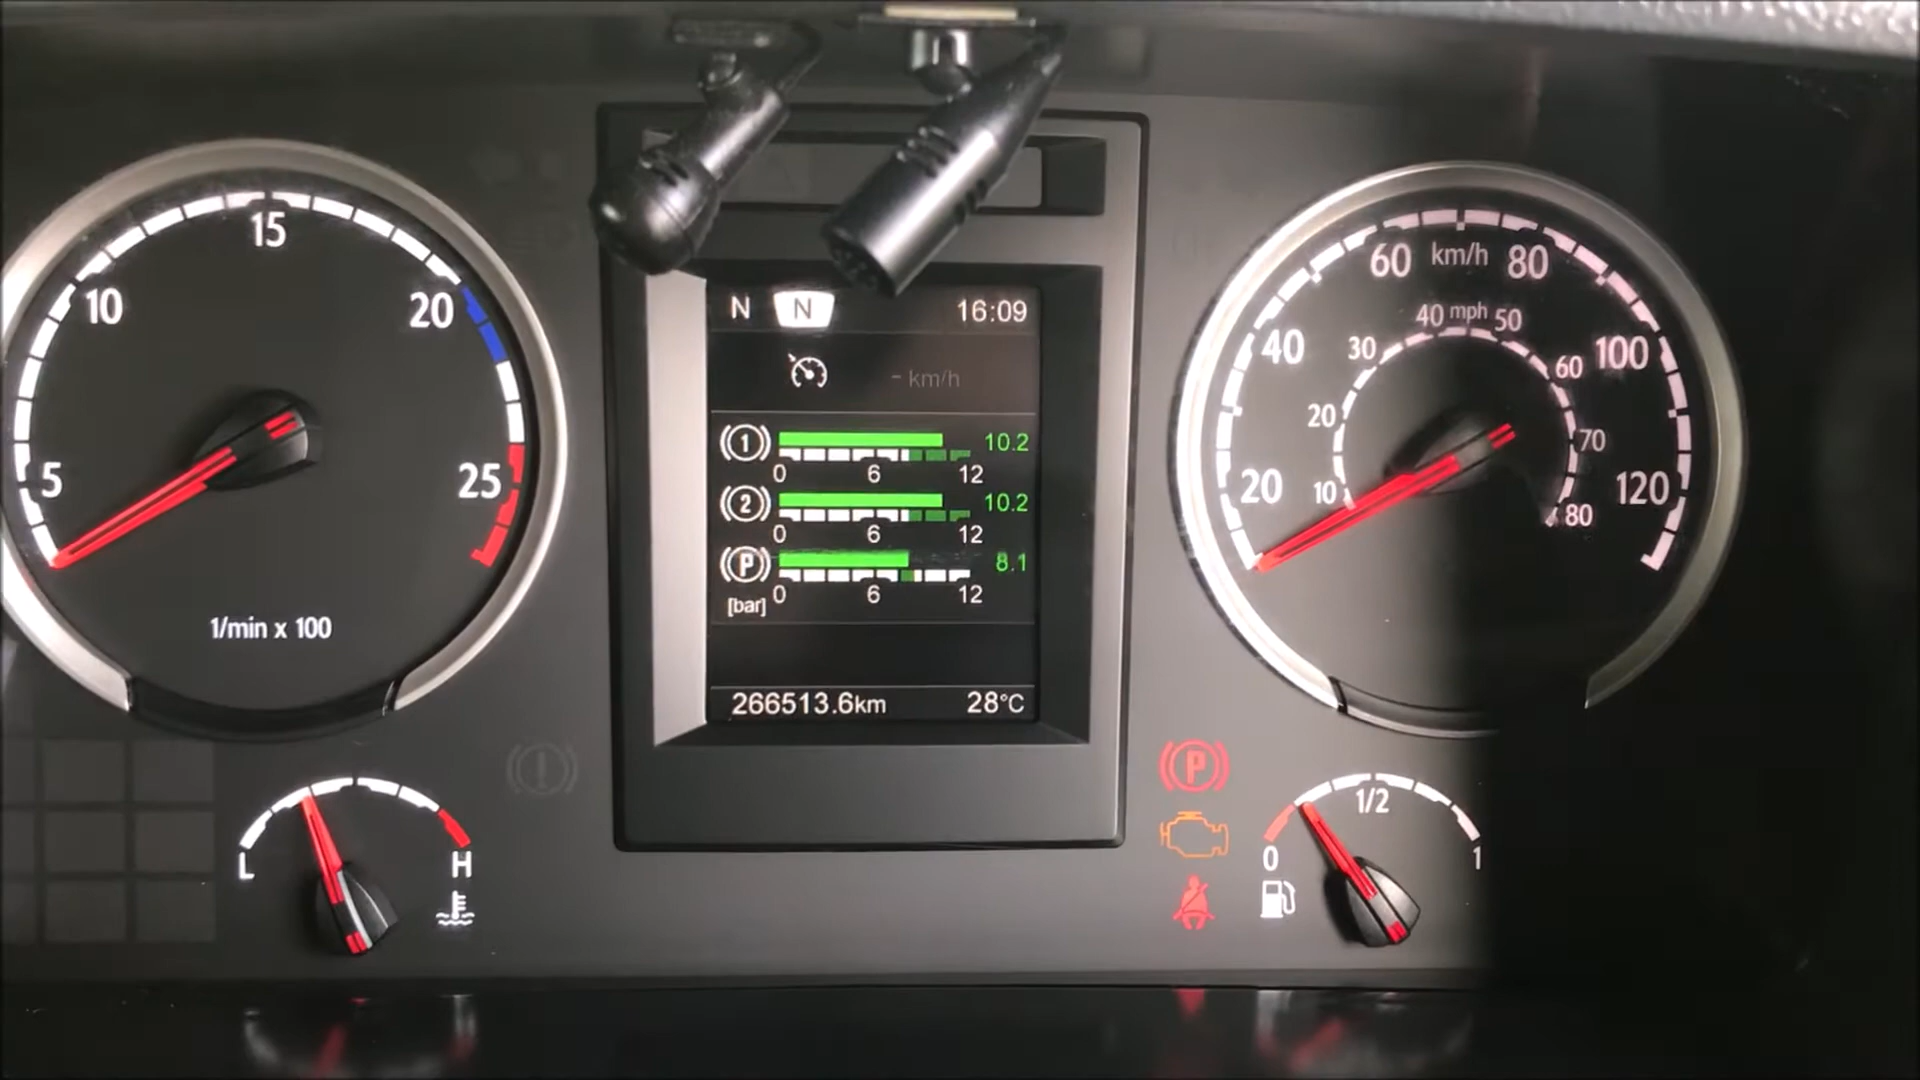 5
10
15
20
25
1/min x 100
L
H
N N 16:09
- km/h
1 10.2
0 6 12
2 10.2
0 6 12
P 8.1
[bar] 0 6 12
266513.6km 28°C
20
40
60
km/h
80
100
120
10
20
30
40 mph 50
60
70
80
P
0
1/2
1